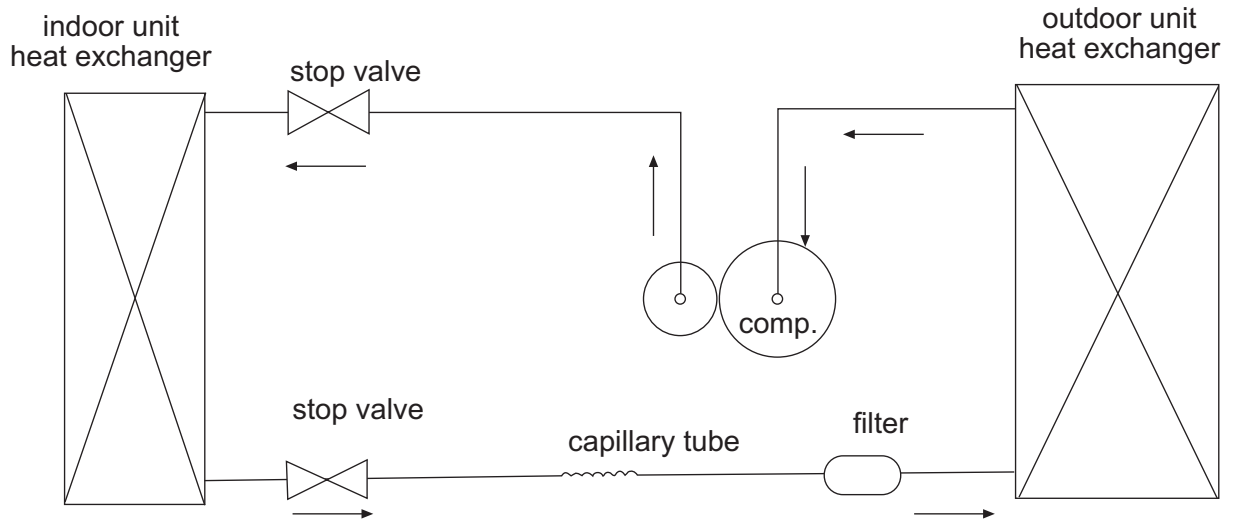 indoor unit
heat exchanger
outdoor unit
heat exchanger
stop valve
comp.
stop valve
capillary tube
filter